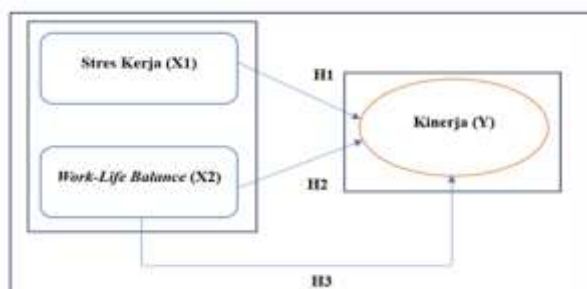 Stres Kerja (X1)
H1
Kinerja (Y)
Work-Life Balance (X2)
H2
H3